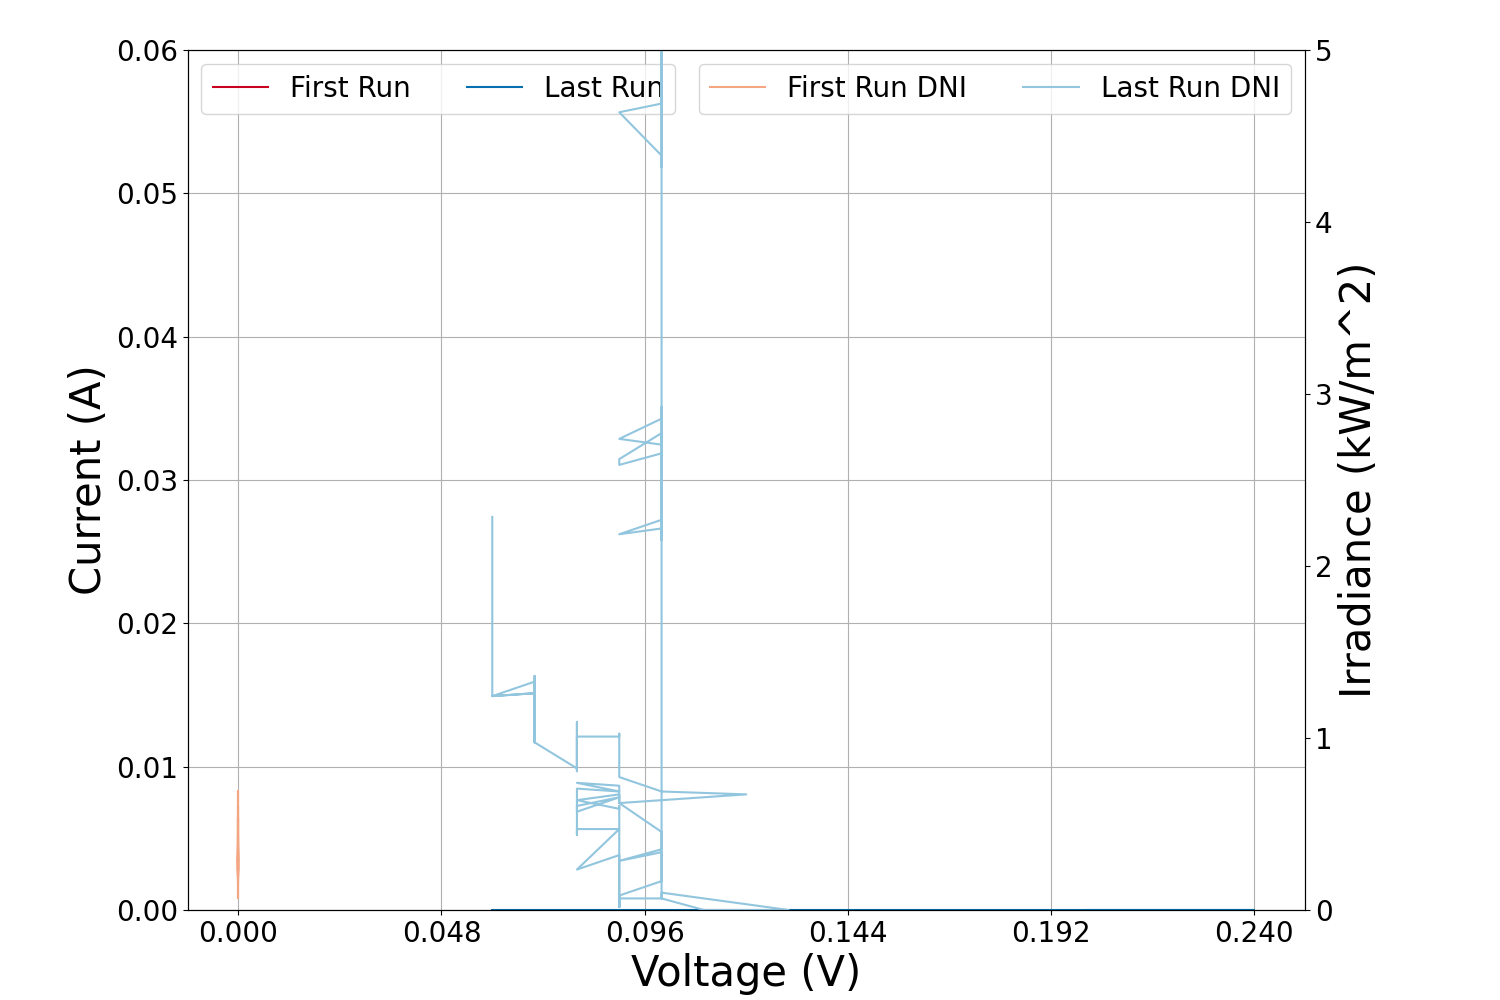 First Run
Last Run
First Run DNI
Last Run DNI
0.06
0.05
0.04
0.03
0.02
0.01
0.00
Current (A)
5
4
3
2
1
0
Irradiance (kW/m^2)
0.000
0.048
0.096
0.144
0.192
0.240
Voltage (V)